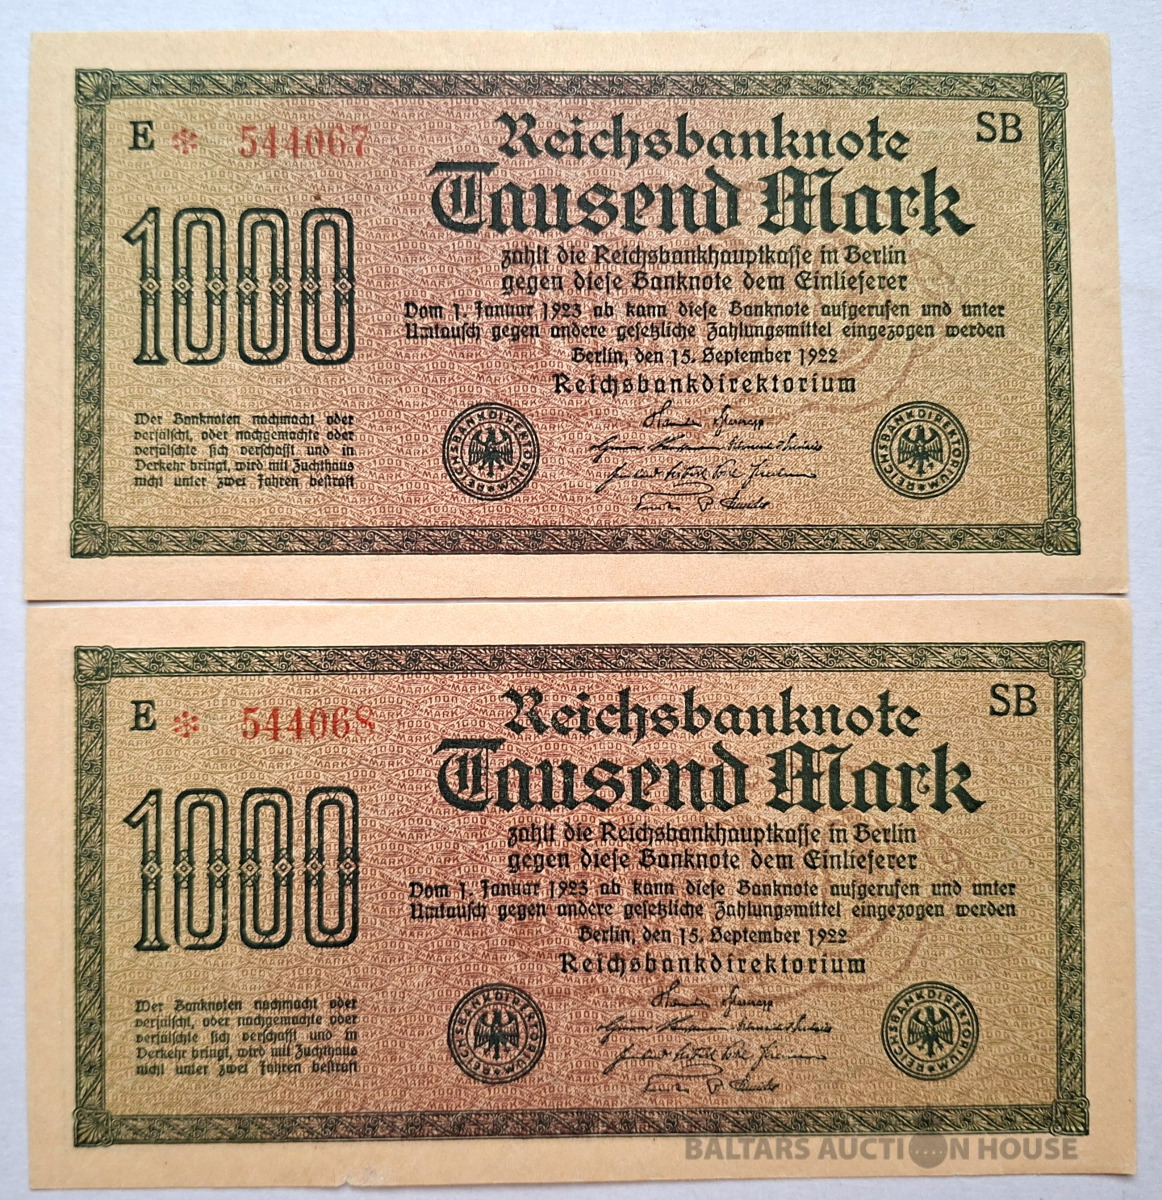 E * 544067
SB
Reichsbanknote
Tausend Mark
zahlt die Reichsbankhauptkasse in Berlin
gegen diese Banknote dem Einlieferer
Vom 1. Januar 1923 ab kann diese Banknote aufgerufen und unter
Umtausch gegen andere gesetzliche Zahlungsmittel eingezogen werden
Berlin, den 15. September 1922
Reichsbankdirektorium
1000
Wer Banknoten nachmacht oder
verfälscht, oder nachgemachte oder
verfälschte sich verschafft und in
Verkehr bringt, wird mit Zuchthaus
nicht unter zwei Jahren bestraft
REICHSBANKDIREKTORIUM
REICHSBANKDIREKTORIUM
E * 544068
SB
Reichsbanknote
Tausend Mark
zahlt die Reichsbankhauptkasse in Berlin
gegen diese Banknote dem Einlieferer
Vom 1. Januar 1923 ab kann diese Banknote aufgerufen und unter
Umtausch gegen andere gesetzliche Zahlungsmittel eingezogen werden
Berlin, den 15. September 1922
Reichsbankdirektorium
1000
Wer Banknoten nachmacht oder
verfälscht, oder nachgemachte oder
verfälschte sich verschafft und in
Verkehr bringt, wird mit Zuchthaus
nicht unter zwei Jahren bestraft
REICHSBANKDIREKTORIUM
REICHSBANKDIREKTORIUM
BALTARS AUCTION HOUSE